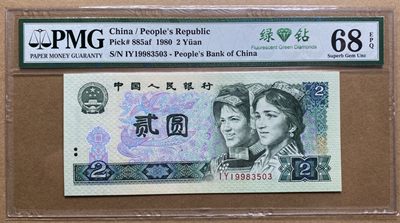 PMG
PAPER MONEY GUARANTY
China / People's Republic
Pick# 885af 1980 2 Yüan
S/N IY19983503 - People's Bank of China
绿钻
Fluorescent Green Diamonds
68 EPQ
Superb Gem Unc
中国人民银行
贰圆
2
2
IY19983503